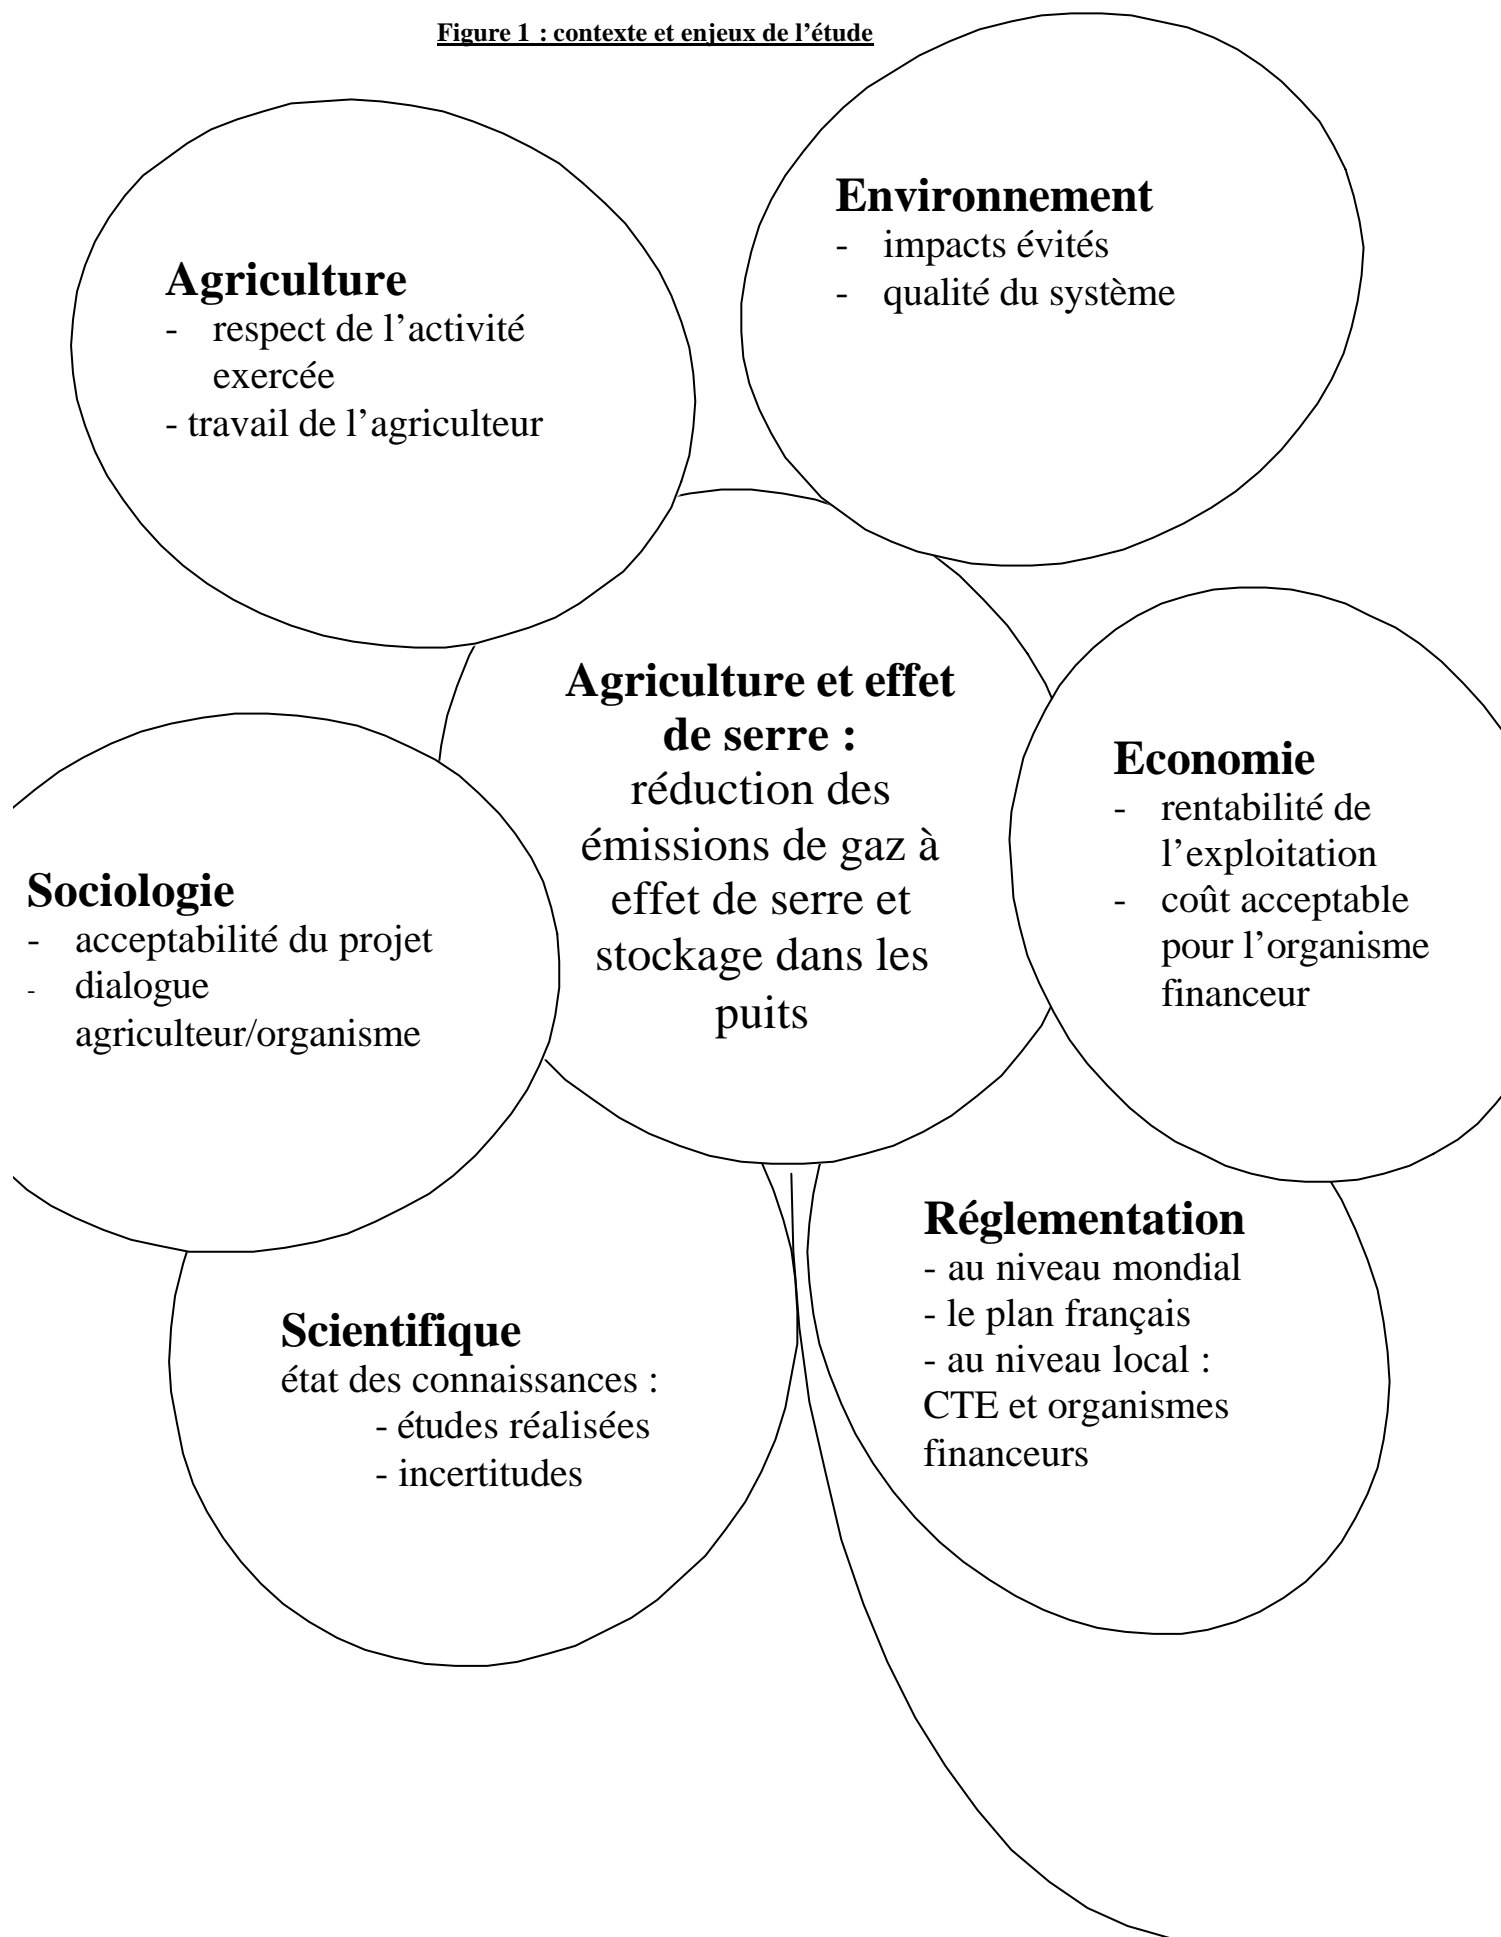 Figure 1 : contexte et enjeux de l’étude
Environnement
- impacts évités
- qualité du système
Agriculture
- respect de l’activité
exercée
- travail de l’agriculteur
Agriculture et effet
de serre :
réduction des
émissions de gaz à
effet de serre et
stockage dans les
puits
Economie
- rentabilité de
l’exploitation
- coût acceptable
pour l’organisme
financeur
Sociologie
- acceptabilité du projet
- dialogue
agriculteur/organisme
Réglementation
- au niveau mondial
- le plan français
- au niveau local :
CTE et organismes
financeurs
Scientifique
état des connaissances :
- études réalisées
- incertitudes